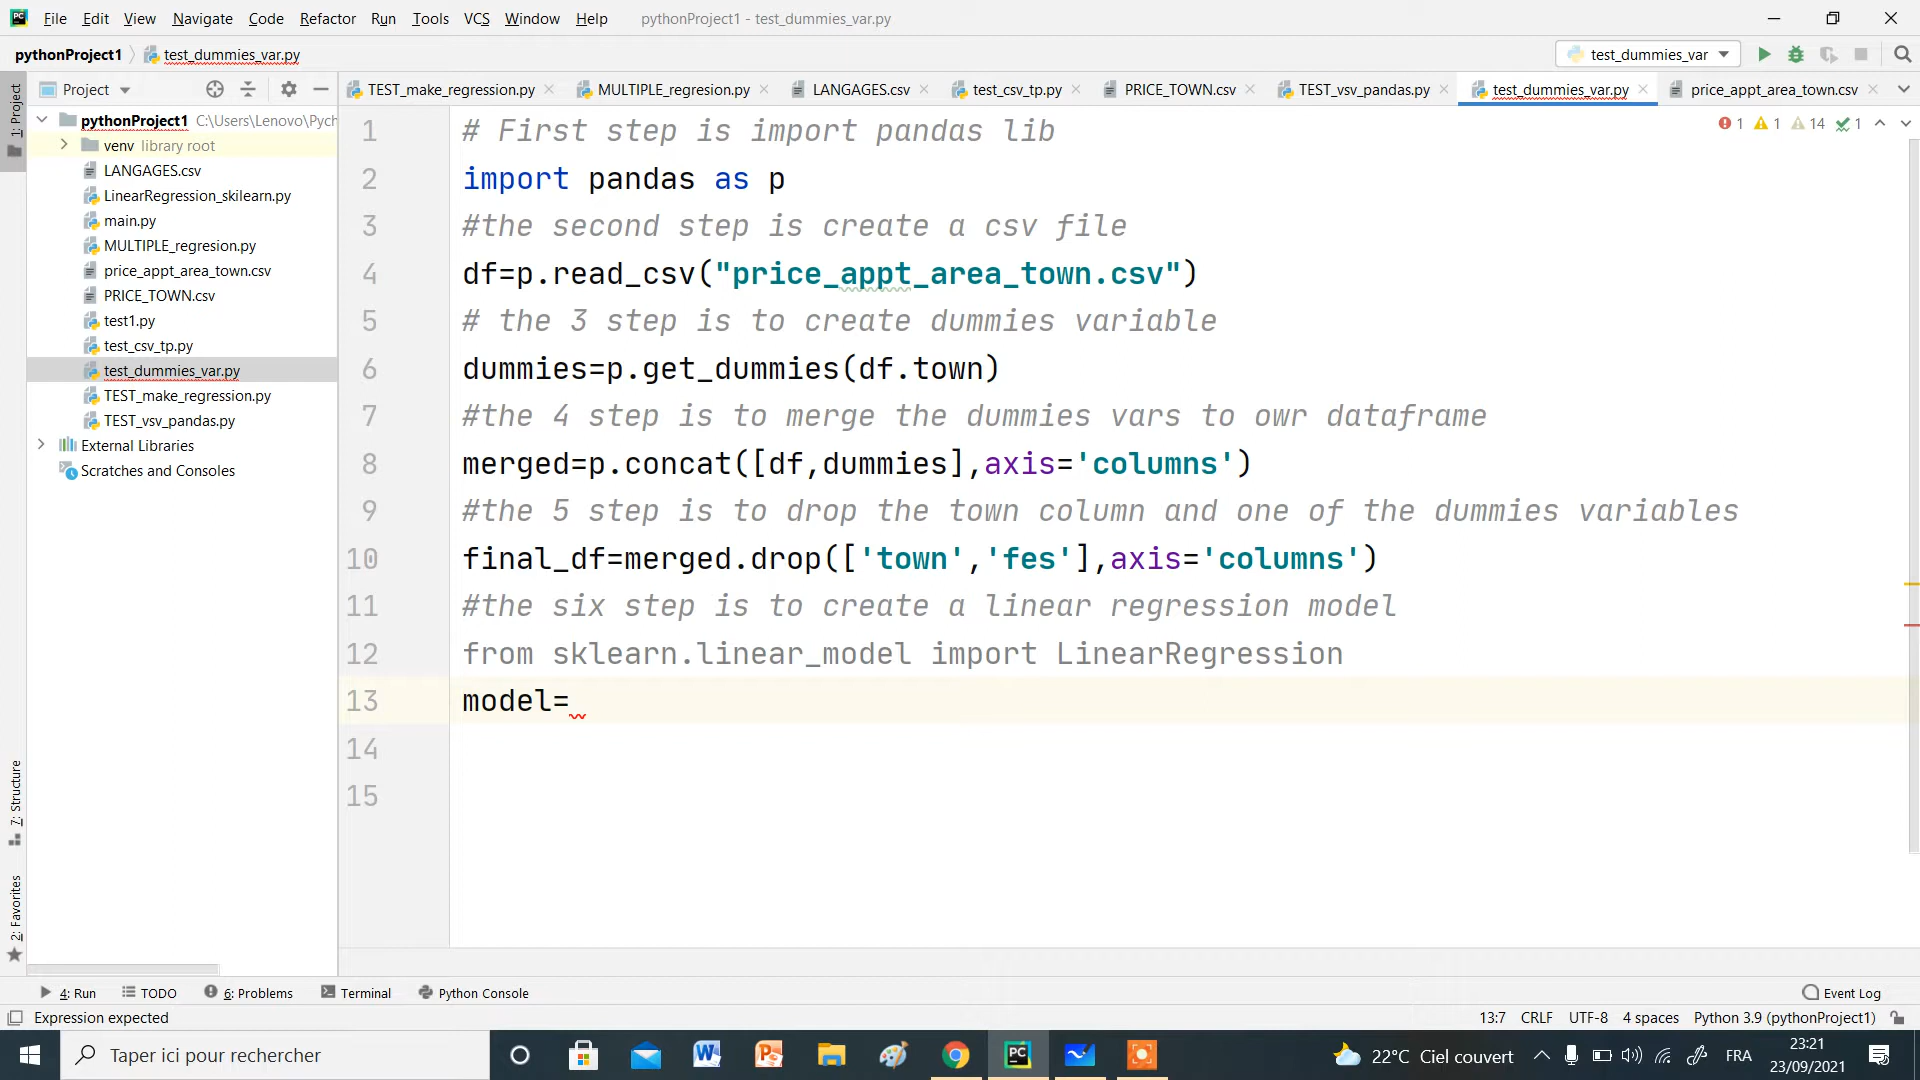 File Edit View Navigate Code Refactor Run Tools VCS Window Help pythonProject1 - test_dummies_var.py
pythonProject1 test_dummies_var.py
test_dummies_var
Project
TEST_make_regression.py MULTIPLE_regresion.py LANGAGES.csv test_csv_tp.py PRICE_TOWN.csv TEST_vsv_pandas.py test_dummies_var.py price_appt_area_town.csv
1: Project
7: Structure
2: Favorites
pythonProject1 C:\Users\Lenovo\Pych
venv library root
LANGAGES.csv
LinearRegression_skilearn.py
main.py
MULTIPLE_regresion.py
price_appt_area_town.csv
PRICE_TOWN.csv
test1.py
test_csv_tp.py
test_dummies_var.py
TEST_make_regression.py
TEST_vsv_pandas.py
External Libraries
Scratches and Consoles
1 1 14 1
1 # First step is import pandas lib
2 import pandas as p
3 #the second step is create a csv file
4 df=p.read_csv("price_appt_area_town.csv")
5 # the 3 step is to create dummies variable
6 dummies=p.get_dummies(df.town)
7 #the 4 step is to merge the dummies vars to owr dataframe
8 merged=p.concat([df,dummies],axis='columns')
9 #the 5 step is to drop the town column and one of the dummies variables
10 final_df=merged.drop(['town','fes'],axis='columns')
11 #the six step is to create a linear regression model
12 from sklearn.linear_model import LinearRegression
13 model=
14
15
4: Run TODO 6: Problems Terminal Python Console Event Log
Expression expected 13:7 CRLF UTF-8 4 spaces Python 3.9 (pythonProject1)
Taper ici pour rechercher
22°C Ciel couvert FRA
23:21
23/09/2021